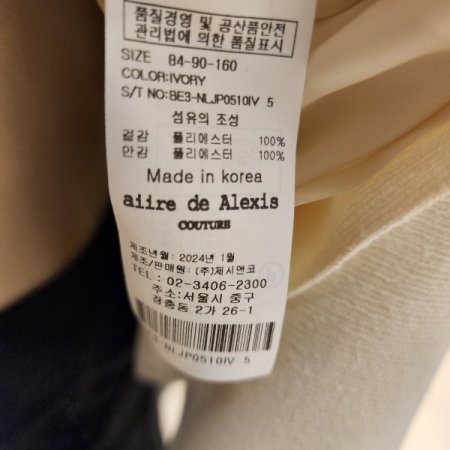 품질경영 및 공산품안전
관리법에 의한 품질표시
SIZE 84-90-160
COLOR:IVORY
S/T NO:BE3-NLJP0510IV 5
섬유의 조성
겉감 폴리에스터 100%
안감 폴리에스터 100%
Made in korea
aiire de Alexis
COUTURE
제조년월: 2024년 1월
제조/판매원: (주)제시앤코
TEL: 02-3406-2300
주소:서울시 중구
장충동 2가 26-1
-NLJP0510IV 5